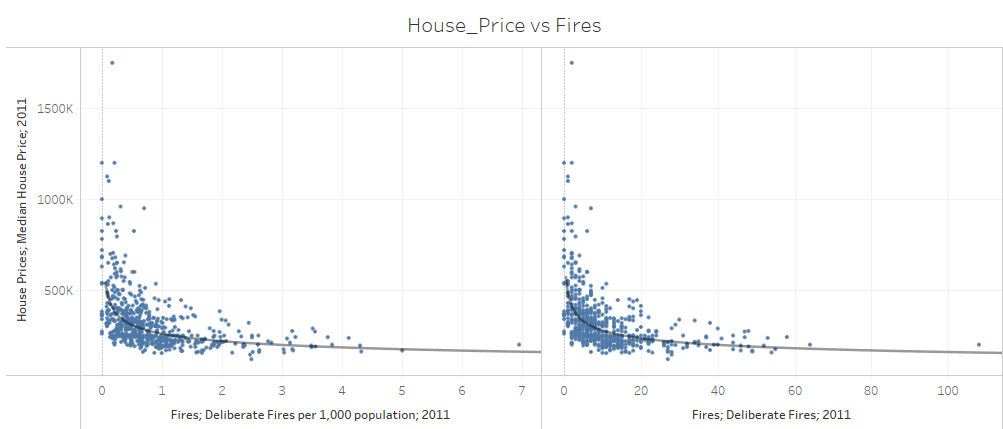 House_Price vs Fires
House Prices; Median House Price; 2011
1500K
1000K
500K
0 1 2 3 4 5 6 7
0 20 40 60 80 100
Fires; Deliberate Fires per 1,000 population; 2011
Fires; Deliberate Fires; 2011